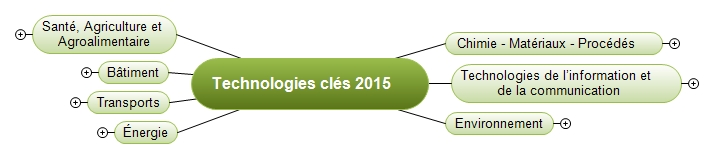 Santé, Agriculture et
Agroalimentaire
Bâtiment
Transports
Énergie
Technologies clés 2015
Chimie - Matériaux - Procédés
Technologies de l'information et
de la communication
Environnement